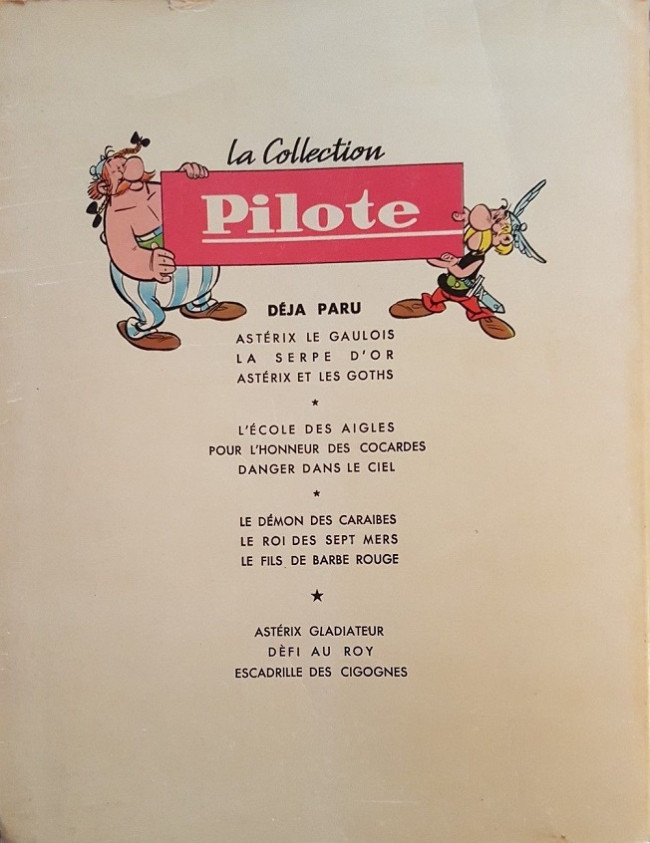 la Collection
Pilote
DÉJA PARU
ASTÉRIX LE GAULOIS
LA SERPE D'OR
ASTÉRIX ET LES GOTHS
*
L'ÉCOLE DES AIGLES
POUR L'HONNEUR DES COCARDES
DANGER DANS LE CIEL
*
LE DÉMON DES CARAIBES
LE ROI DES SEPT MERS
LE FILS DE BARBE ROUGE
★
ASTÉRIX GLADIATEUR
DÈFI AU ROY
ESCADRILLE DES CIGOGNES